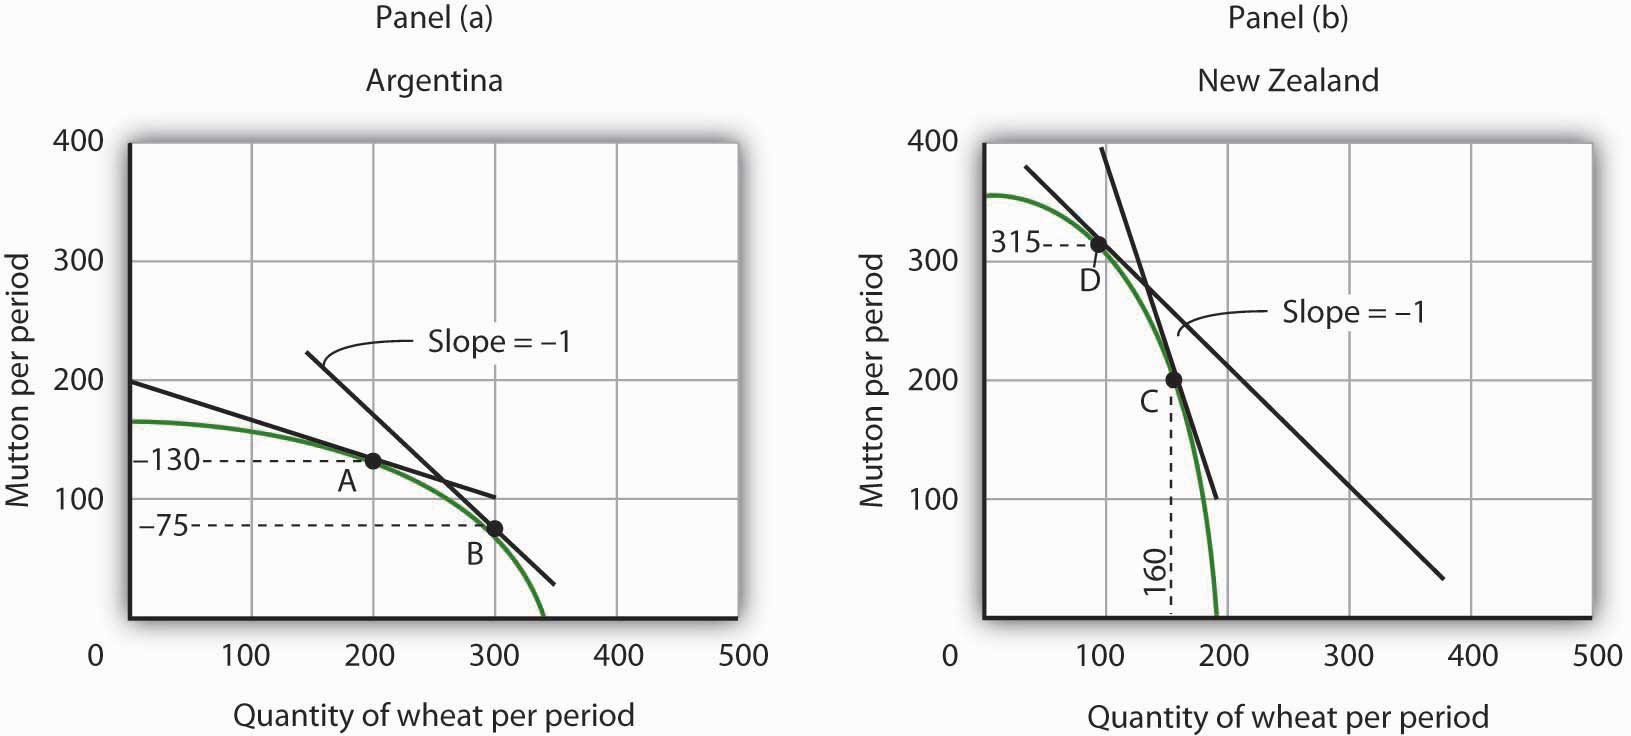 Panel (a)
Argentina
Mutton per period
400
300
200
100
0
–130
–75
A
B
Slope = –1
100 200 300 400 500
Quantity of wheat per period
Panel (b)
New Zealand
Mutton per period
400
300
200
100
0
315
D
C
160
Slope = –1
100 200 300 400 500
Quantity of wheat per period